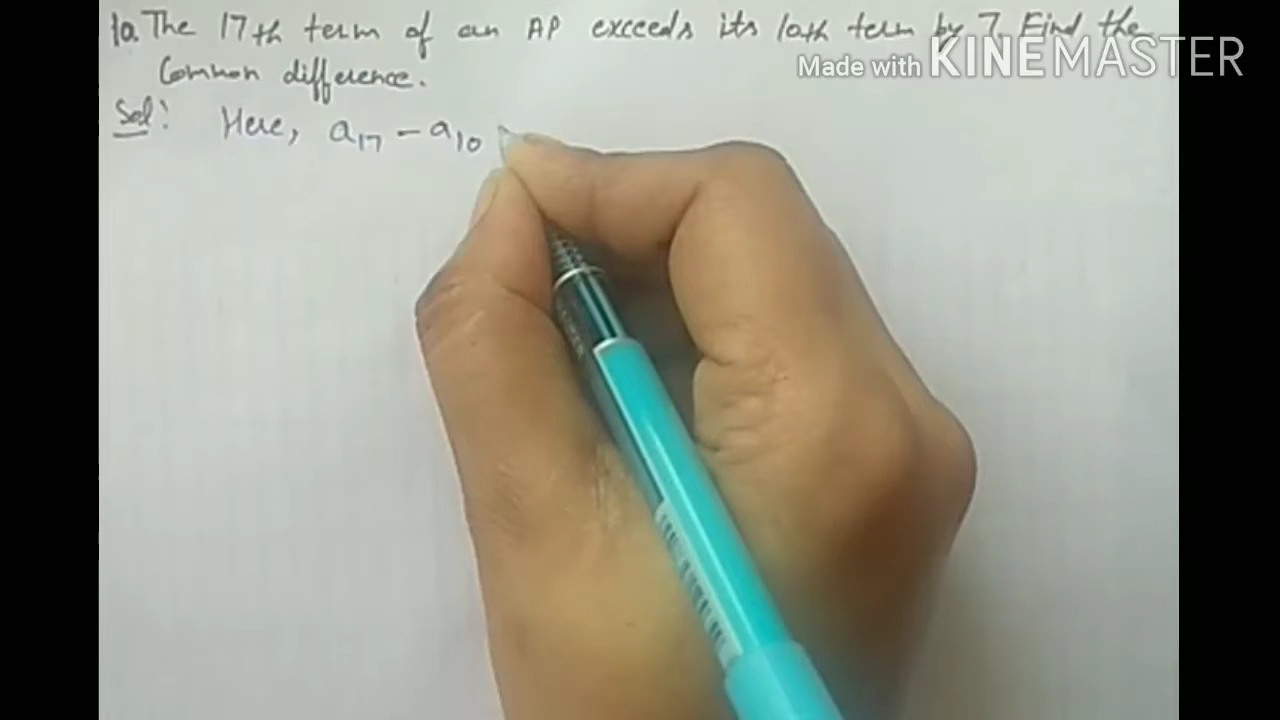 10. The 17th term of an AP exceeds its 10th term by 7. Find the
Made with KINEMASTER
Common difference.
Sol: Here, a17 - a10